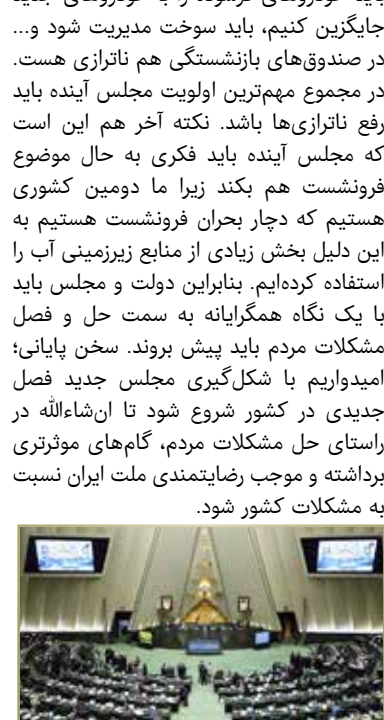 باید خودروهای فرسوده را به خودروهای جدید
جایگزین کنیم، باید سوخت مدیریت شود و...
در صندوق‌های بازنشستگی هم ناترازی هست.
در مجموع مهم‌ترین اولویت مجلس آینده باید
رفع ناترازی‌ها باشد. نکته آخر هم این است
که مجلس آینده باید فکری به حال موضوع
فرونشست هم بکند زیرا ما دومین کشوری
هستیم که دچار بحران فرونشست هستیم به
این دلیل بخش زیادی از منابع زیرزمینی آب را
استفاده کرده‌ایم. بنابراین دولت و مجلس باید
با یک نگاه همگرایانه به سمت حل و فصل
مشکلات مردم باید پیش بروند. سخن پایانی؛
امیدواریم با شکل‌گیری مجلس جدید فصل
جدیدی در کشور شروع شود تا ان‌شاءالله در
راستای حل مشکلات مردم، گام‌های موثرتری
برداشته و موجب رضایتمندی ملت ایران نسبت
به مشکلات کشور شود.